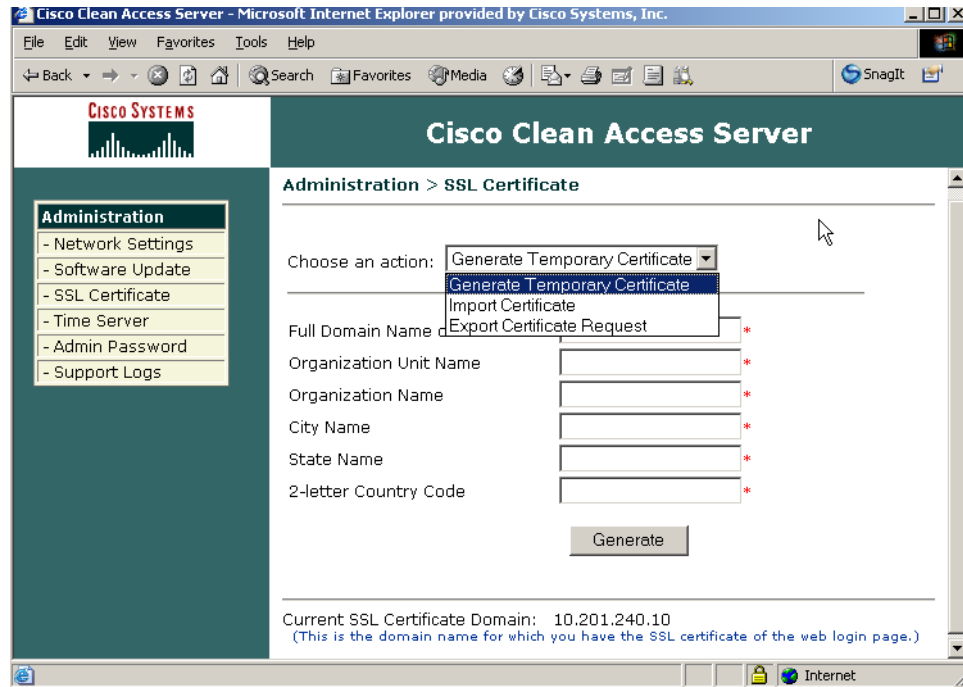 Cisco Clean Access Server - Microsoft Internet Explorer provided by Cisco Systems, Inc.
File Edit View Favorites Tools Help
Back Search Favorites Media SnagIt
CISCO SYSTEMS
Cisco Clean Access Server
Administration > SSL Certificate
Administration
- Network Settings
- Software Update
- SSL Certificate
- Time Server
- Admin Password
- Support Logs
Choose an action: Generate Temporary Certificate
Generate Temporary Certificate
Import Certificate
Export Certificate Request
Full Domain Name o *
Organization Unit Name *
Organization Name *
City Name *
State Name *
2-letter Country Code *
Generate
Current SSL Certificate Domain: 10.201.240.10
(This is the domain name for which you have the SSL certificate of the web login page.)
Internet